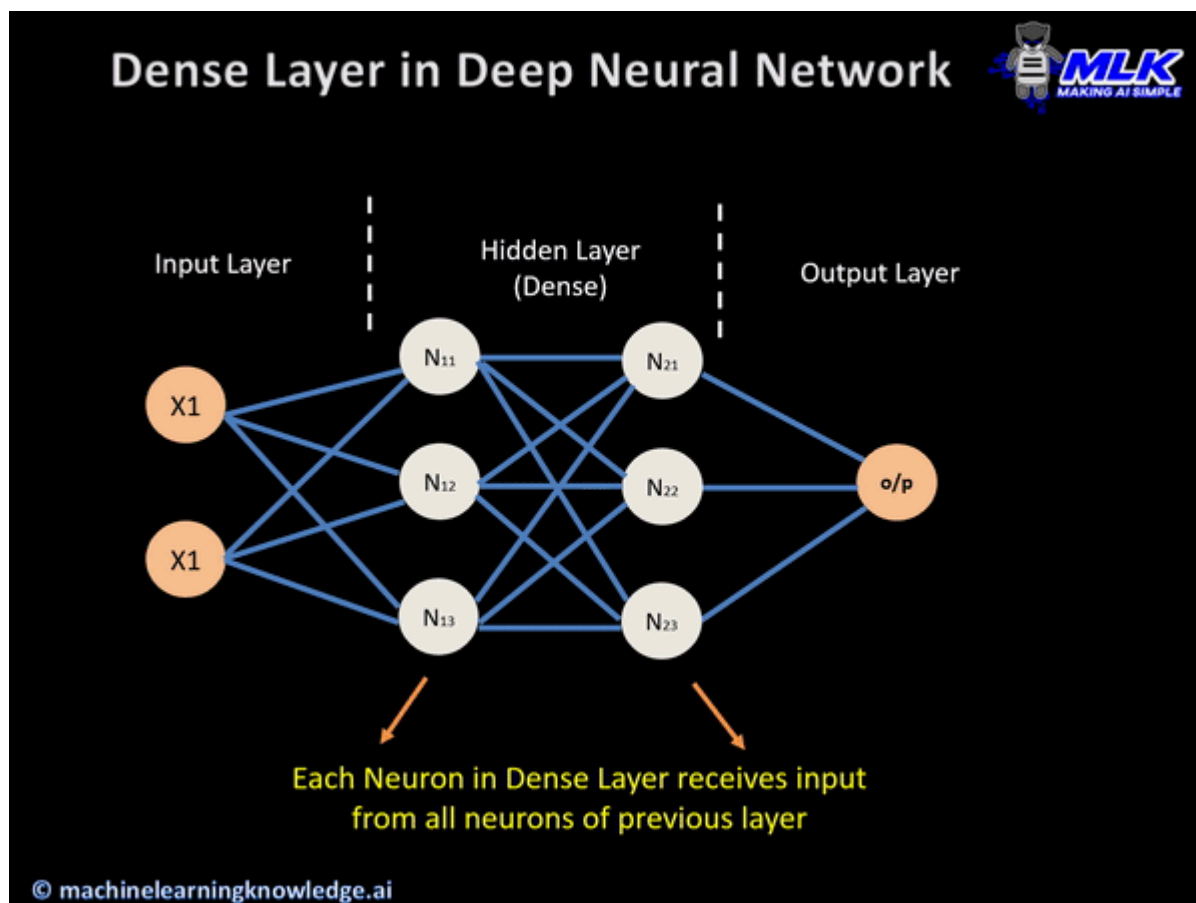 Dense Layer in Deep Neural Network
MLK
MAKING AI SIMPLE
Input Layer
Hidden Layer
(Dense)
Output Layer
N11
N21
X1
N12
N22
o/p
X1
N13
N23
Each Neuron in Dense Layer receives input
from all neurons of previous layer
© machinelearningknowledge.ai